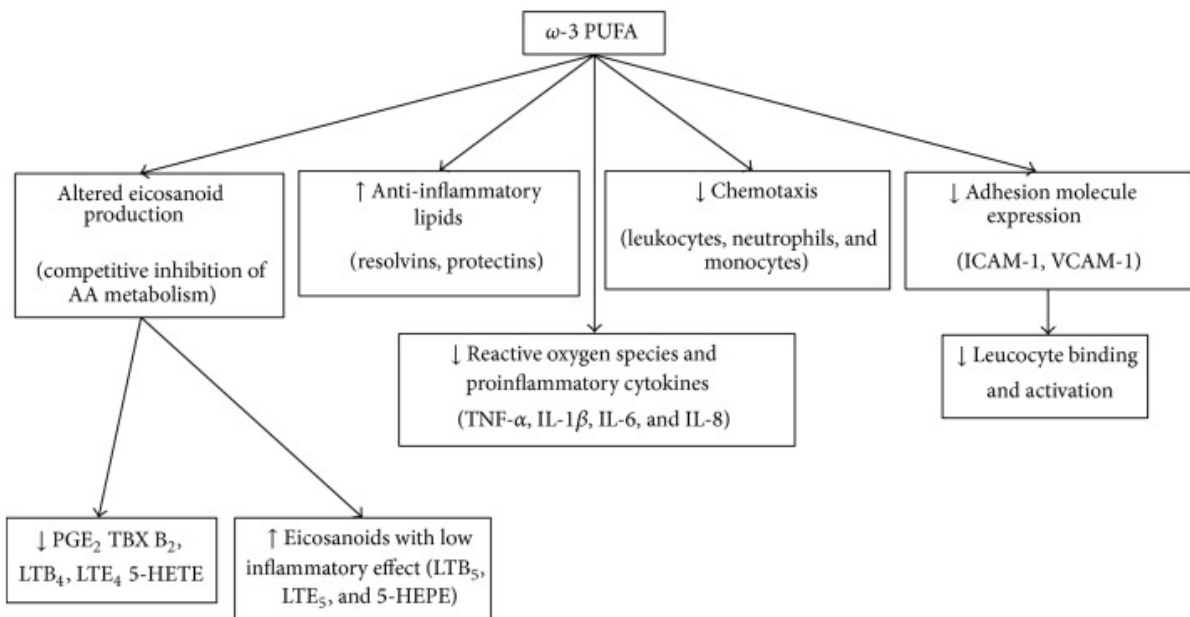 ω-3 PUFA
Altered eicosanoid
production
(competitive inhibition of
AA metabolism)
↑ Anti-inflammatory
lipids
(resolvins, protectins)
↓ Chemotaxis
(leukocytes, neutrophils, and
monocytes)
↓ Adhesion molecule
expression
(ICAM-1, VCAM-1)
↓ Reactive oxygen species and
proinflammatory cytokines
(TNF-α, IL-1β, IL-6, and IL-8)
↓ Leucocyte binding
and activation
↓ PGE₂ TBX B₂,
LTB₄, LTE₄ 5-HETE
↑ Eicosanoids with low
inflammatory effect (LTB₅,
LTE₅, and 5-HEPE)